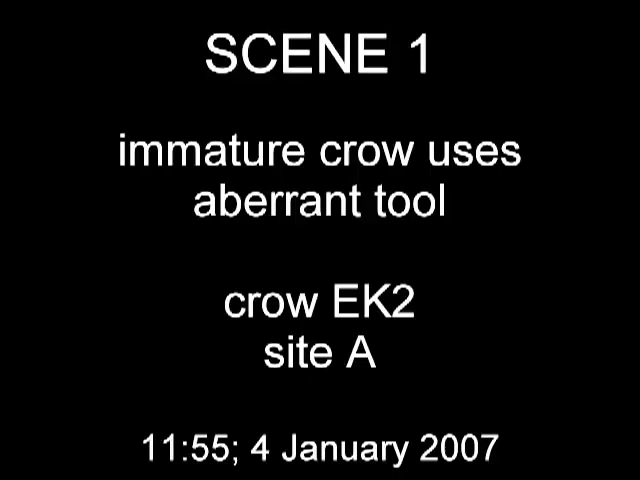 SCENE 1
immature crow uses
aberrant tool
crow EK2
site A
11:55; 4 January 2007